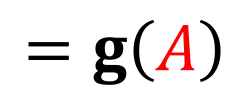 = g(A)